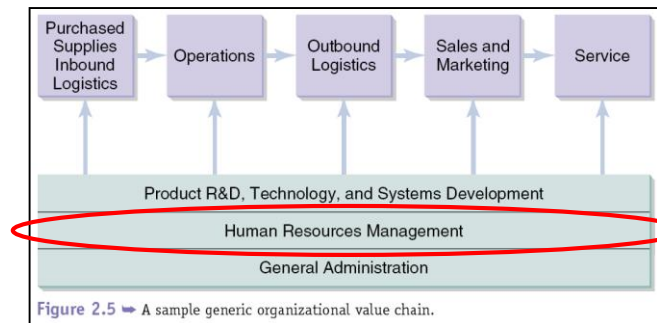 Purchased
Supplies
Inbound
Logistics
Operations
Outbound
Logistics
Sales and
Marketing
Service
Product R&D, Technology, and Systems Development
Human Resources Management
General Administration
Figure 2.5 ➥ A sample generic organizational value chain.